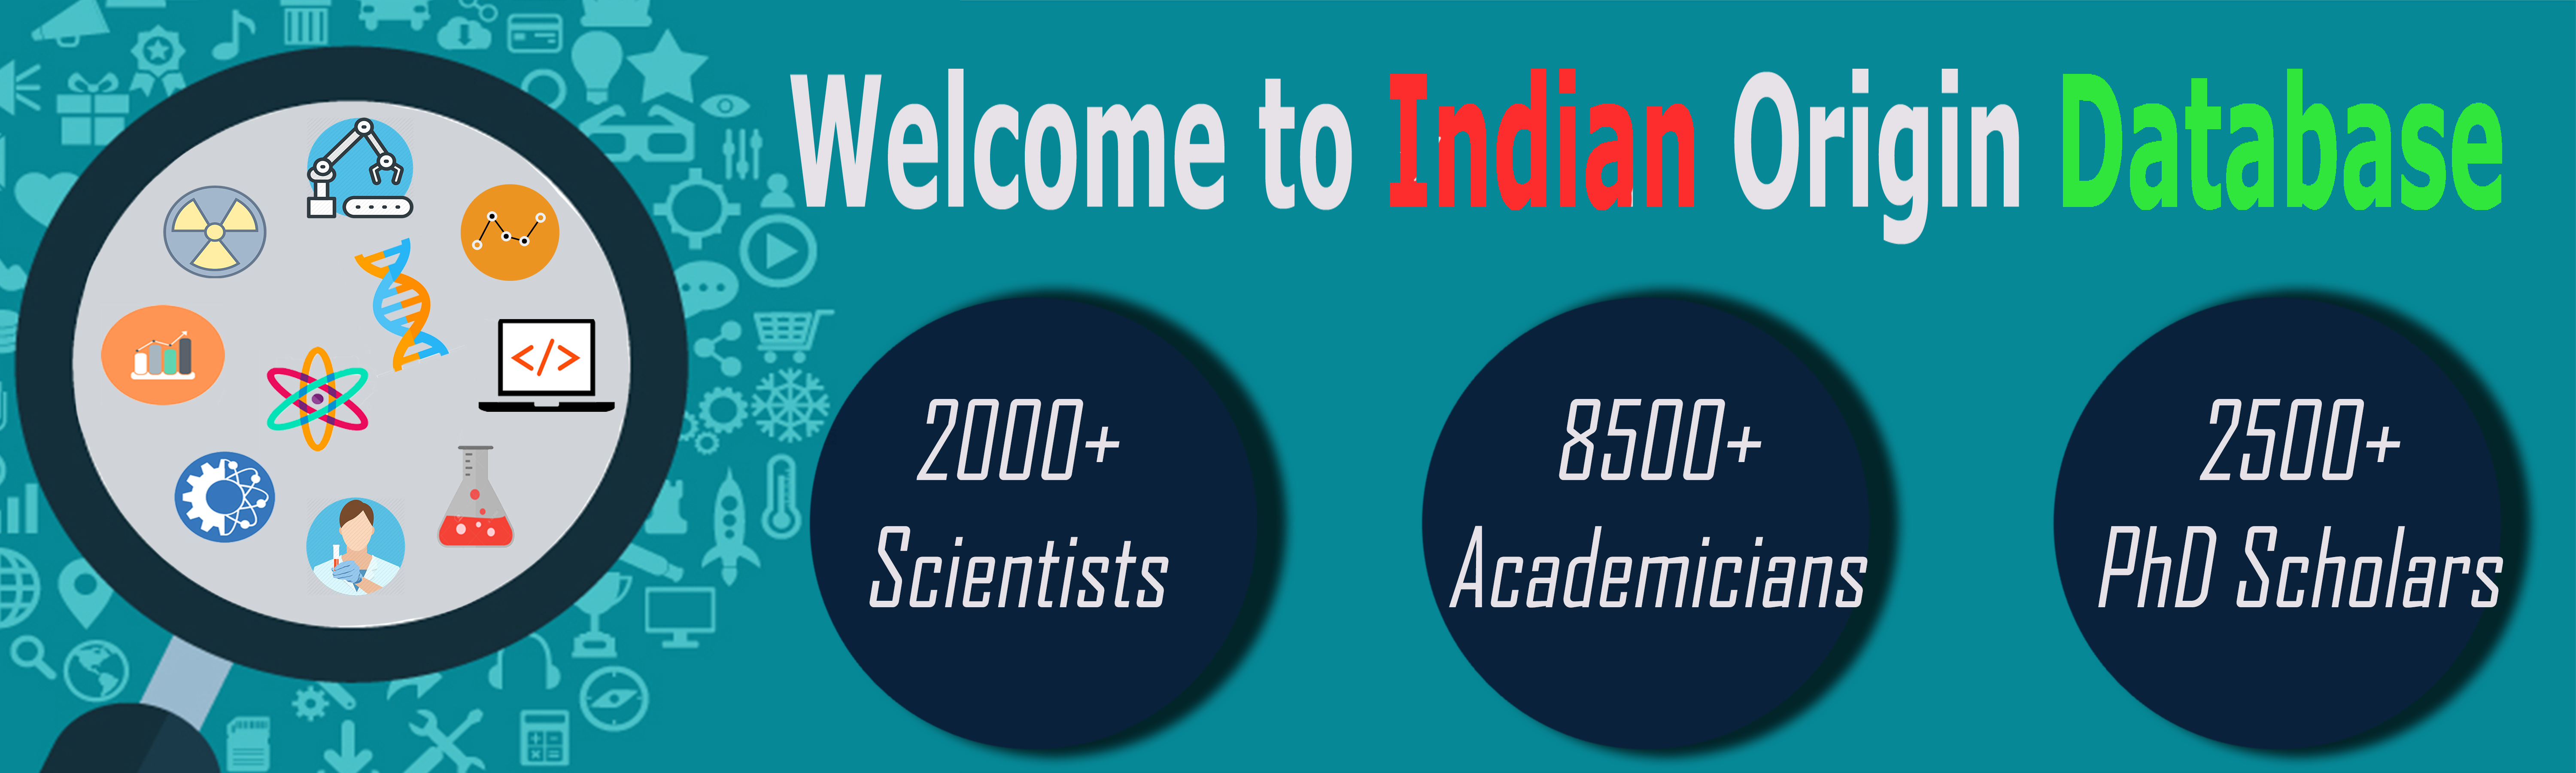 Welcome to Indian Origin Database
</>
2000+
Scientists
8500+
Academicians
2500+
PhD Scholars